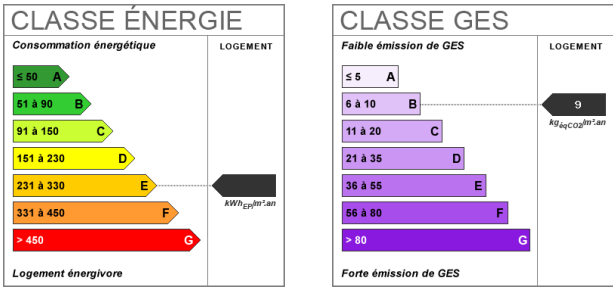 CLASSE ÉNERGIE
Consommation énergétique
LOGEMENT
≤ 50 A
51 à 90 B
91 à 150 C
151 à 230 D
231 à 330 E
kWhEP/m².an
331 à 450 F
> 450 G
Logement énergivore
CLASSE GES
Faible émission de GES
LOGEMENT
≤ 5 A
6 à 10 B
9
kgéqCO2/m².an
11 à 20 C
21 à 35 D
36 à 55 E
56 à 80 F
> 80 G
Forte émission de GES